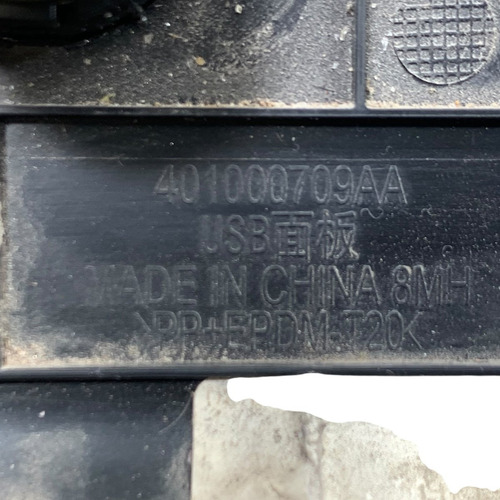 401000709AA
USB面板
MADE IN CHINA 8MH
>PP+EPDM-T20<